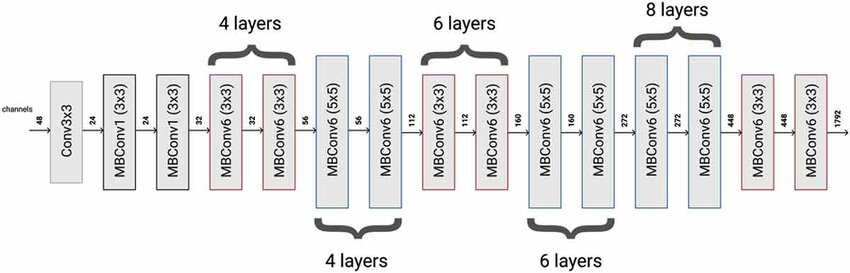 4 layers
6 layers
8 layers
channels
48
Conv3x3
24
MBConv1 (3x3)
24
MBConv1 (3x3)
32
MBConv6 (3x3)
32
MBConv6 (3x3)
56
MBConv6 (5x5)
56
MBConv6 (5x5)
112
MBConv6 (3x3)
112
MBConv6 (3x3)
160
MBConv6 (5x5)
160
MBConv6 (5x5)
272
MBConv6 (5x5)
272
MBConv6 (5x5)
448
MBConv6 (3x3)
448
MBConv6 (3x3)
1792
4 layers
6 layers